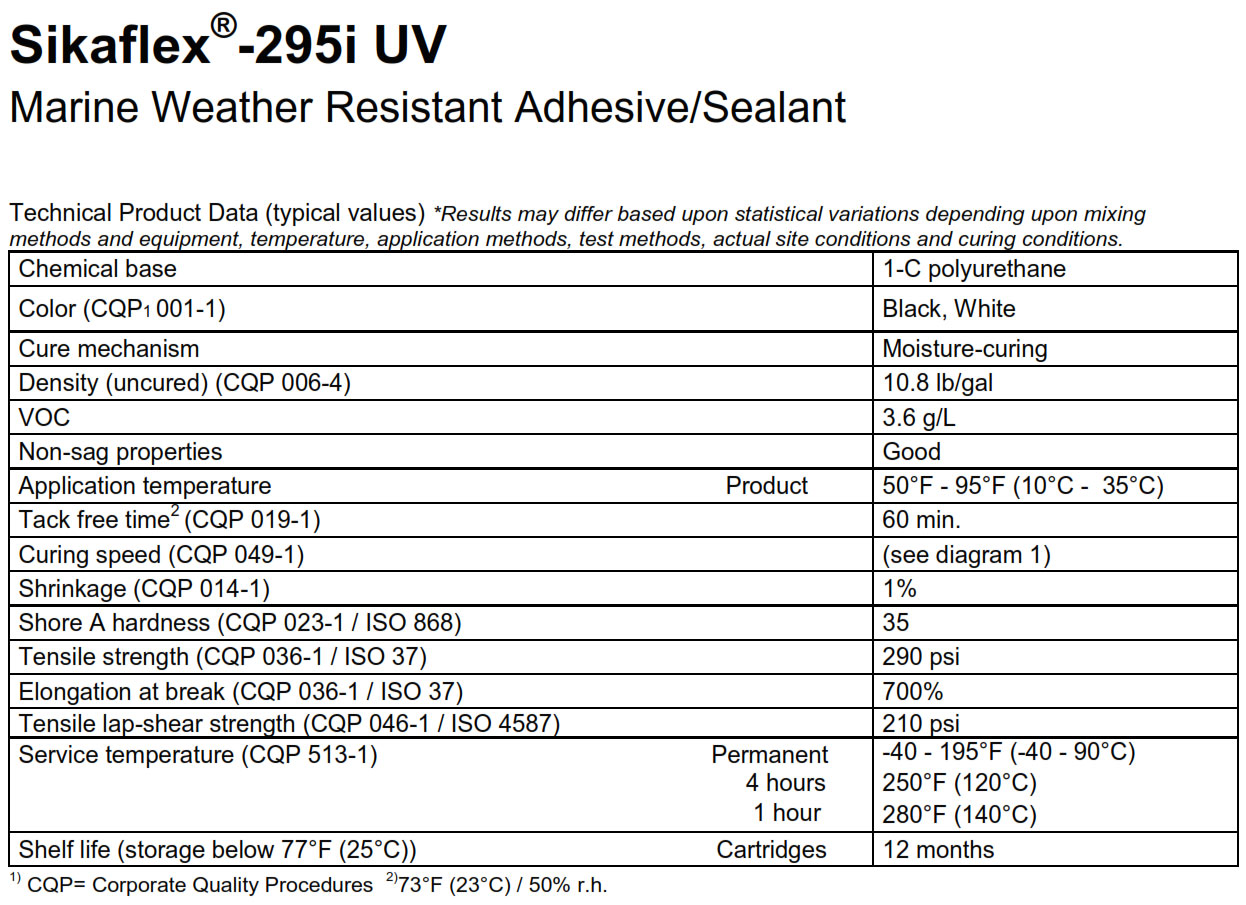 Sikaflex®-295i UV
Marine Weather Resistant Adhesive/Sealant
Technical Product Data (typical values) *Results may differ based upon statistical variations depending upon mixing
methods and equipment, temperature, application methods, test methods, actual site conditions and curing conditions.
Chemical base 1-C polyurethane
Color (CQP1 001-1) Black, White
Cure mechanism Moisture-curing
Density (uncured) (CQP 006-4) 10.8 lb/gal
VOC 3.6 g/L
Non-sag properties Good
Application temperature Product 50°F - 95°F (10°C - 35°C)
Tack free time2 (CQP 019-1) 60 min.
Curing speed (CQP 049-1) (see diagram 1)
Shrinkage (CQP 014-1) 1%
Shore A hardness (CQP 023-1 / ISO 868) 35
Tensile strength (CQP 036-1 / ISO 37) 290 psi
Elongation at break (CQP 036-1 / ISO 37) 700%
Tensile lap-shear strength (CQP 046-1 / ISO 4587) 210 psi
Service temperature (CQP 513-1) Permanent -40 - 195°F (-40 - 90°C)
4 hours 250°F (120°C)
1 hour 280°F (140°C)
Shelf life (storage below 77°F (25°C)) Cartridges 12 months
1) CQP= Corporate Quality Procedures 2)73°F (23°C) / 50% r.h.